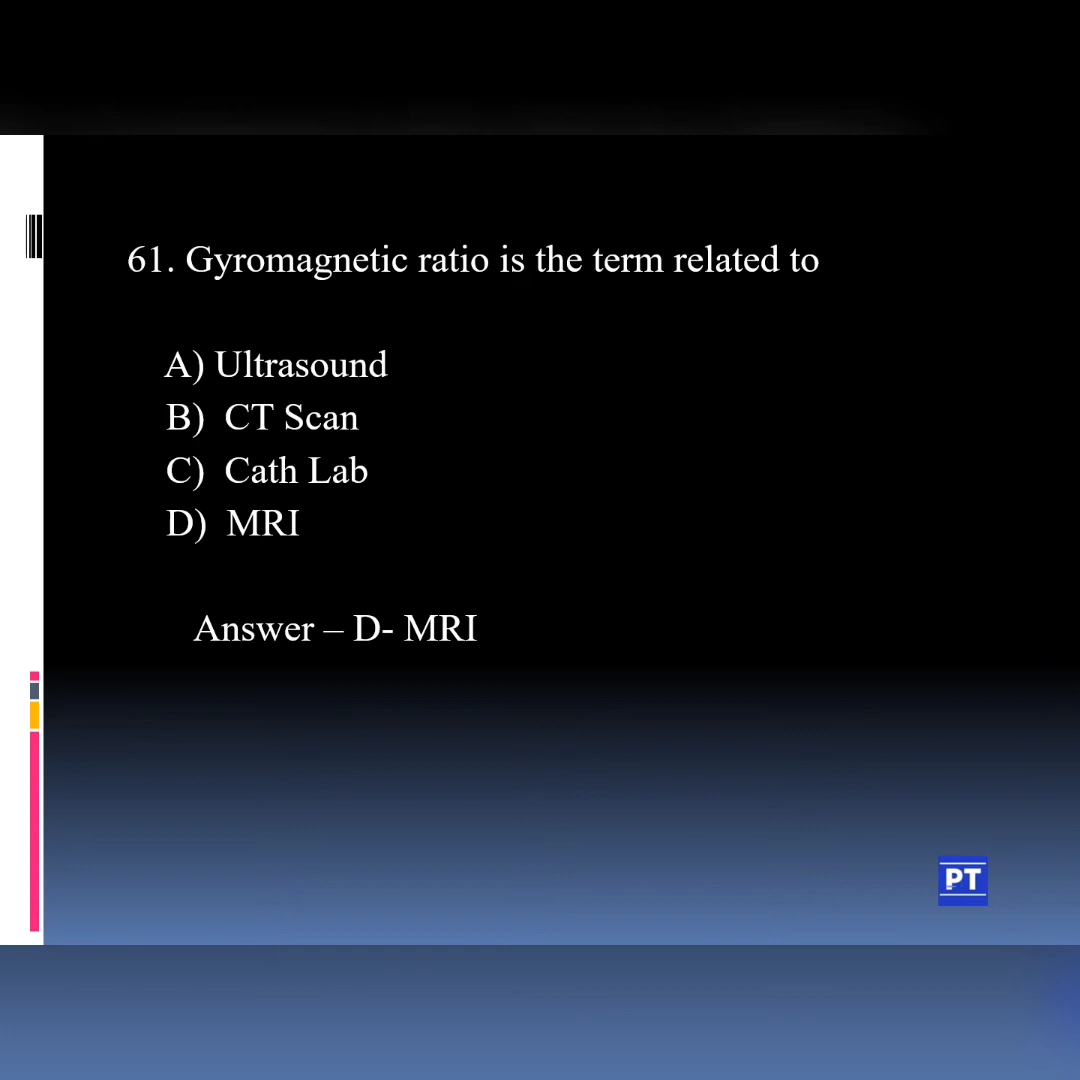 61. Gyromagnetic ratio is the term related to
A) Ultrasound
B) CT Scan
C) Cath Lab
D) MRI
Answer – D- MRI
PT